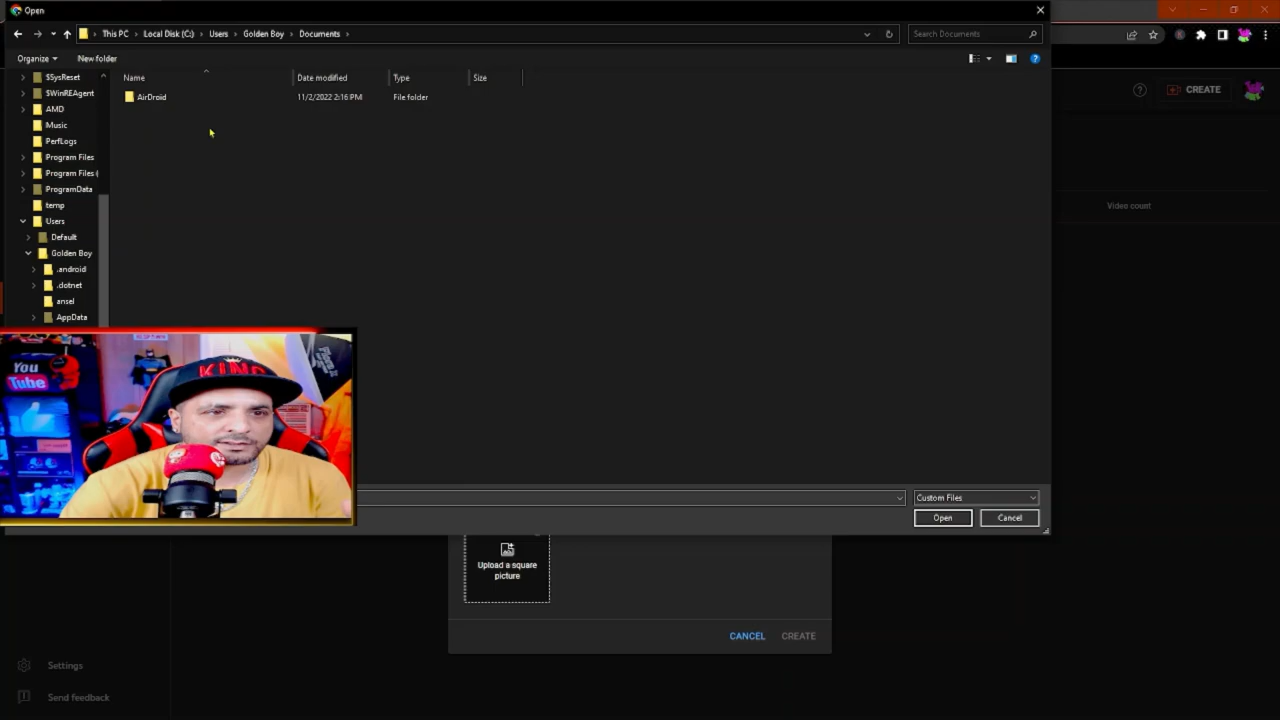 Open
This PC > Local Disk (C:) > Users > Golden Boy > Documents >
Search Documents
Organize
New folder
Name
Date modified
Type
Size
AirDroid
11/2/2022 2:16 PM
File folder
$SysReset
$WinREAgent
AMD
Music
PerfLogs
Program Files
Program Files (
ProgramData
temp
Users
Default
Golden Boy
.android
.dotnet
ansel
AppData
CREATE
Video count
You
Tube
KING
Custom Files
Open
Cancel
Upload a square
picture
CANCEL
CREATE
Settings
Send feedback